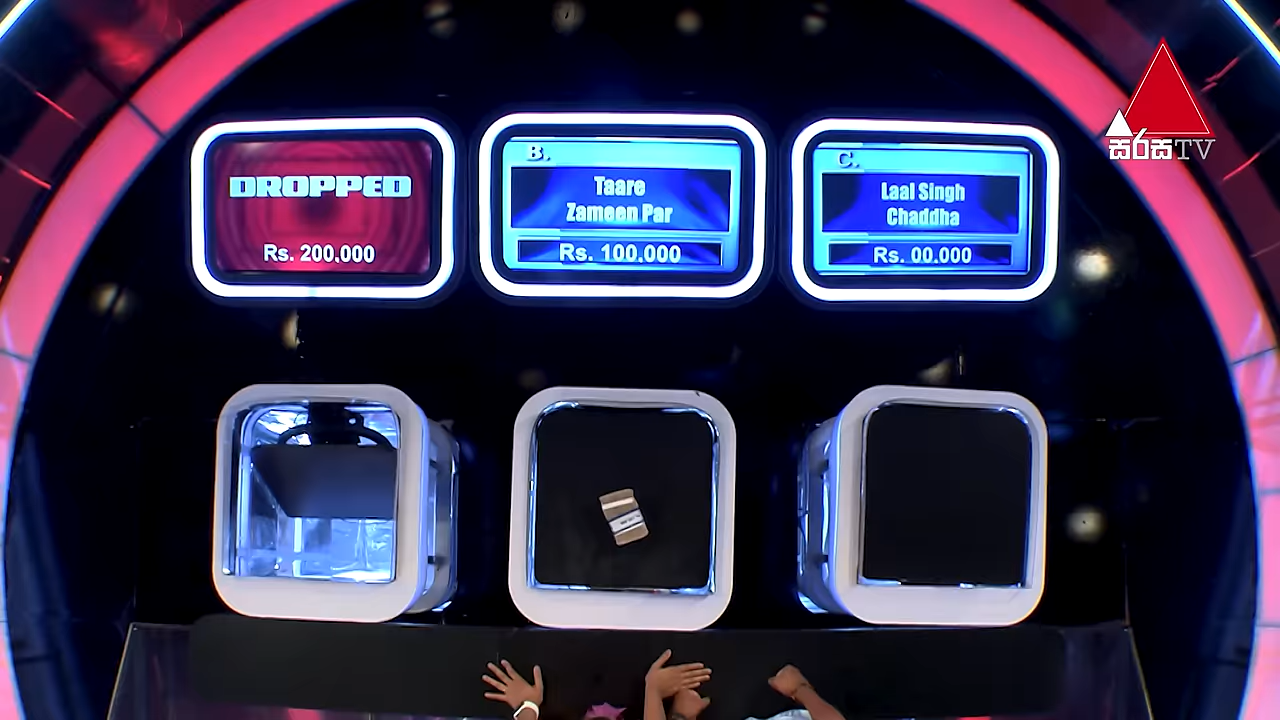 සිරස TV
DROPPED
Rs. 200,000
B.
Taare
Zameen Par
Rs. 100,000
C.
Laal Singh
Chaddha
Rs. 00,000